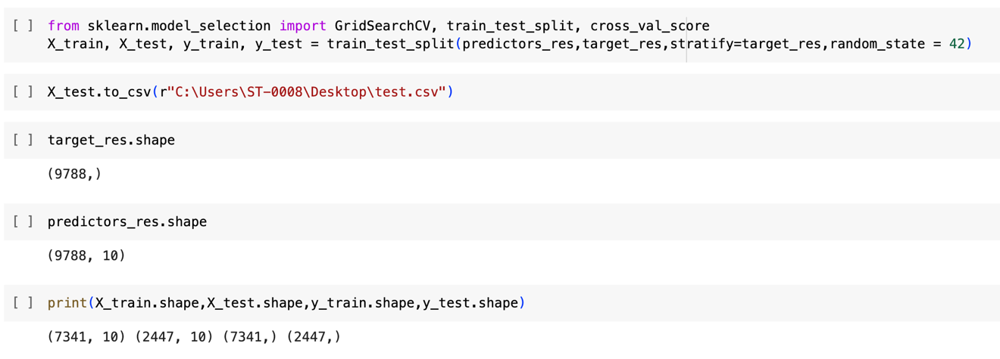 [ ] from sklearn.model_selection import GridSearchCV, train_test_split, cross_val_score
X_train, X_test, y_train, y_test = train_test_split(predictors_res,target_res,stratify=target_res,random_state = 42)
[ ] X_test.to_csv(r"C:\Users\ST-0008\Desktop\test.csv")
[ ] target_res.shape
(9788,)
[ ] predictors_res.shape
(9788, 10)
[ ] print(X_train.shape,X_test.shape,y_train.shape,y_test.shape)
(7341, 10) (2447, 10) (7341,) (2447,)